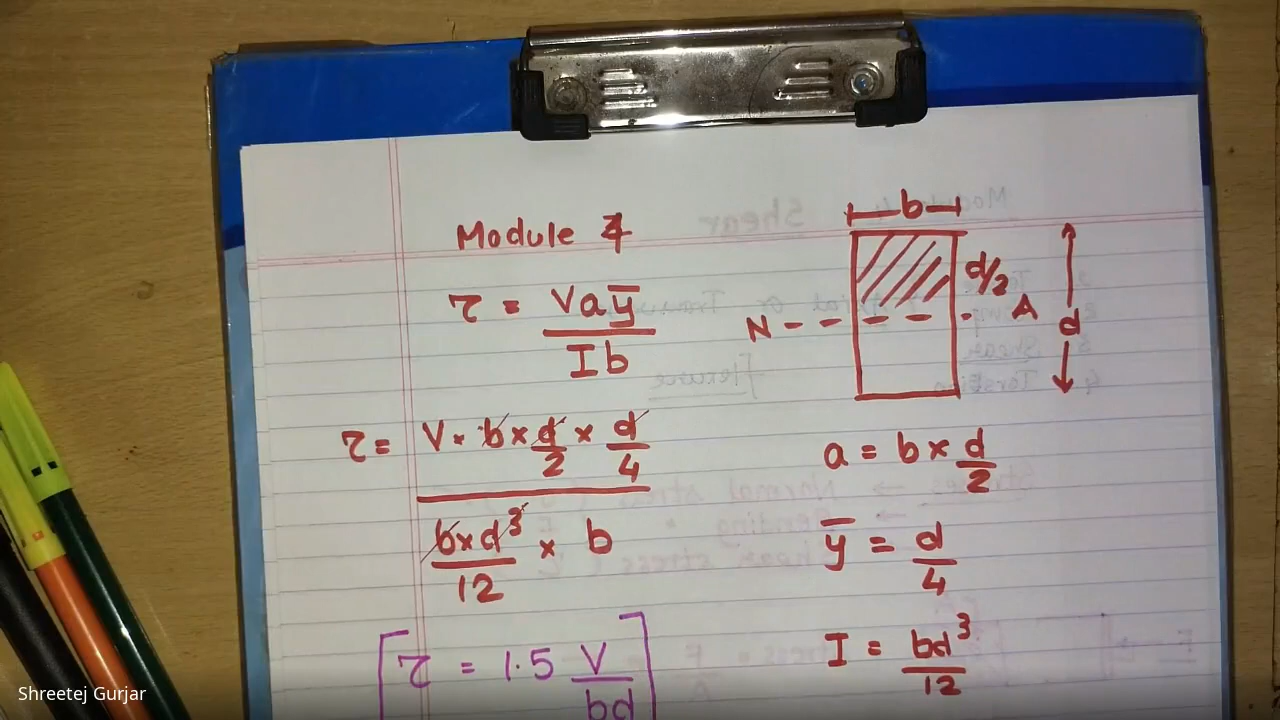 Module 4
τ = Vaȳ / Ib
b
d/2
N A
d
τ = V × b × d/2 × d/4 / (b×d³/12 × b)
a = b × d/2
ȳ = d/4
I = bd³/12
[τ = 1.5 V/bd]
Shreetej Gurjar